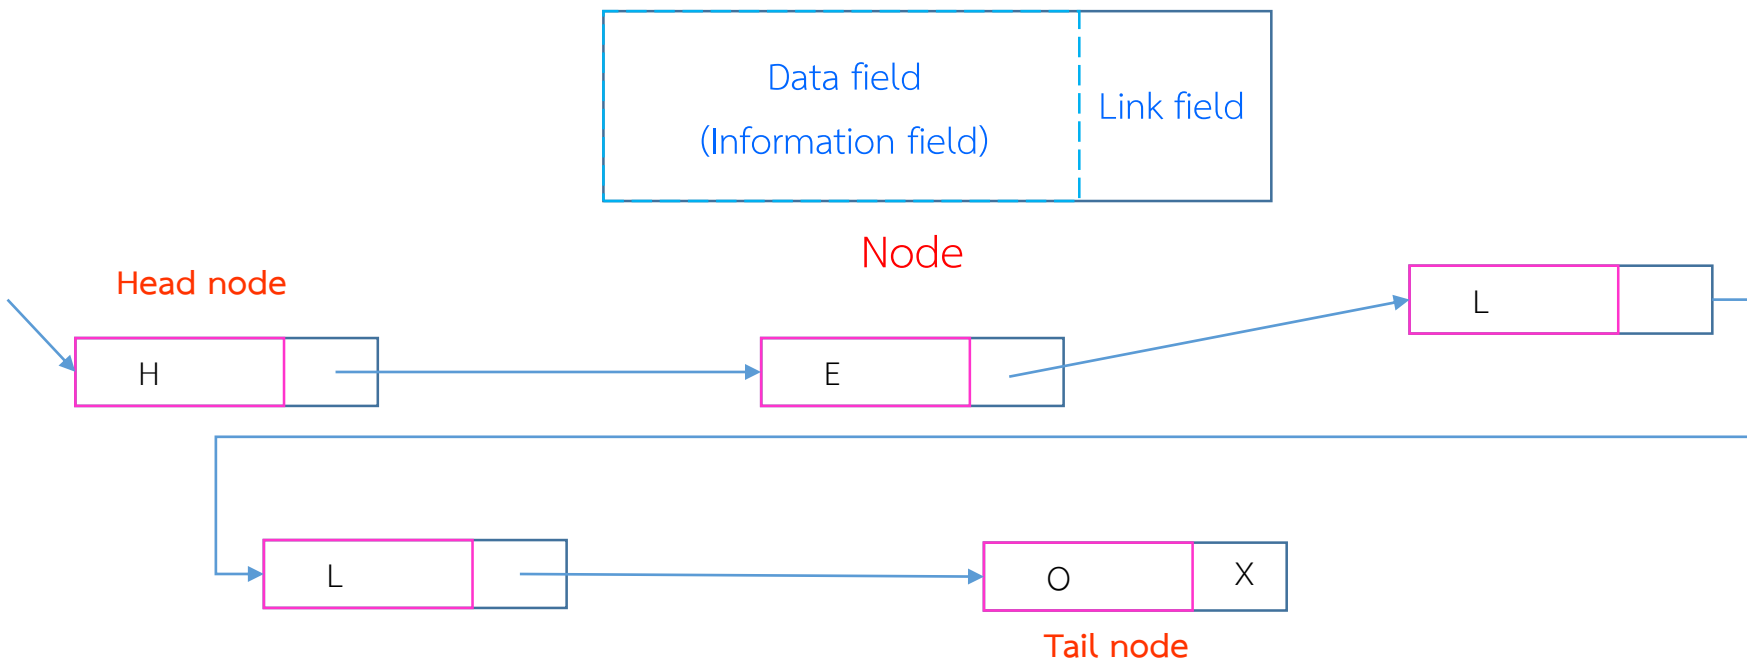 Data field
(Information field)
Link field
Node
Head node
H
E
L
L
O
X
Tail node